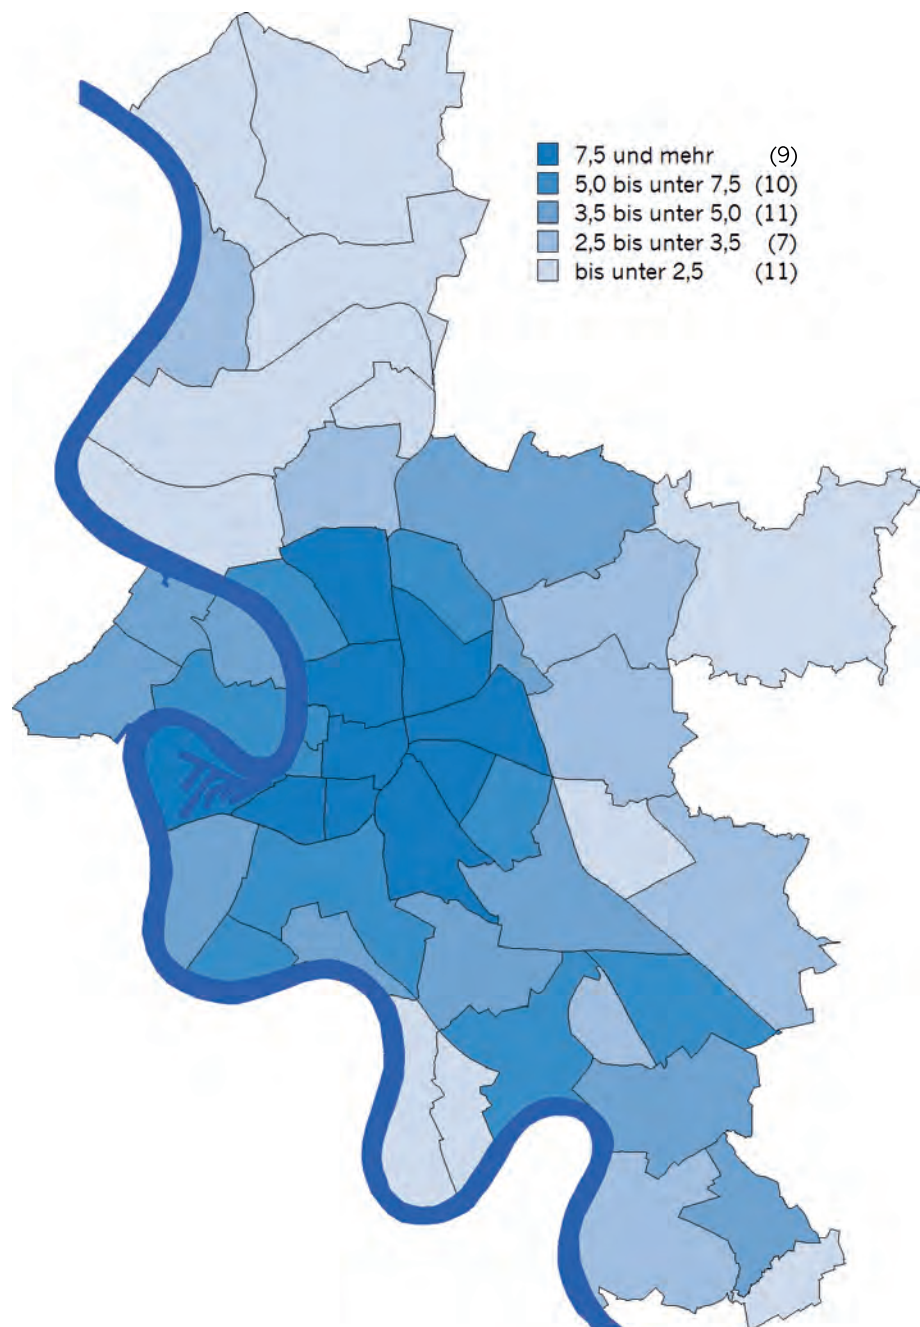 7,5 und mehr (9)
5,0 bis unter 7,5 (10)
3,5 bis unter 5,0 (11)
2,5 bis unter 3,5 (7)
bis unter 2,5 (11)